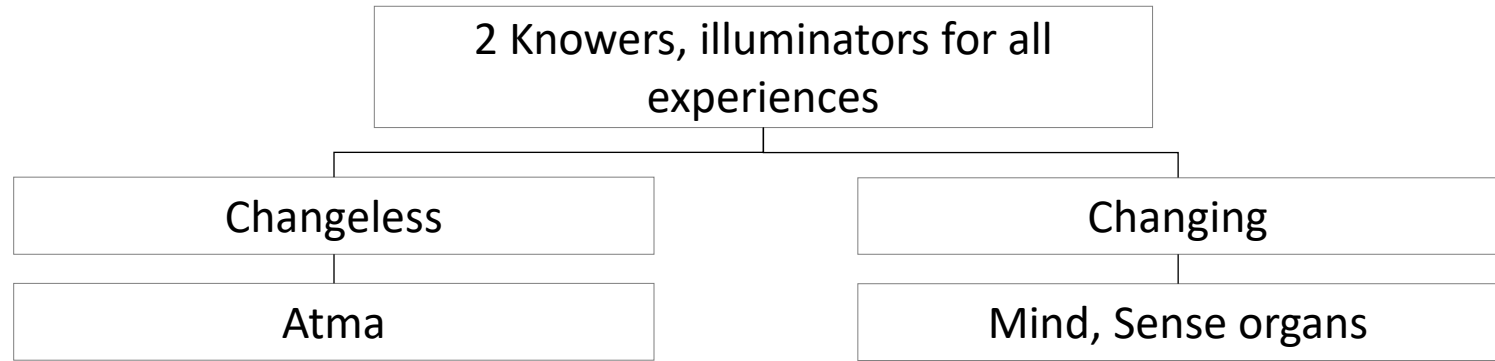 2 Knowers, illuminators for all
experiences
Changeless
Changing
Atma
Mind, Sense organs